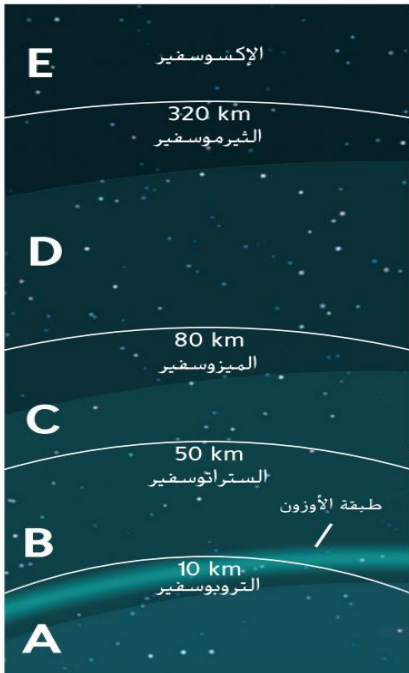 E
الإكسوسفير
320 km
الثيرموسفير
D
80 km
الميزوسفير
C
50 km
الستراتوسفير
طبقة الأوزون
B
10 km
التروبوسفير
A